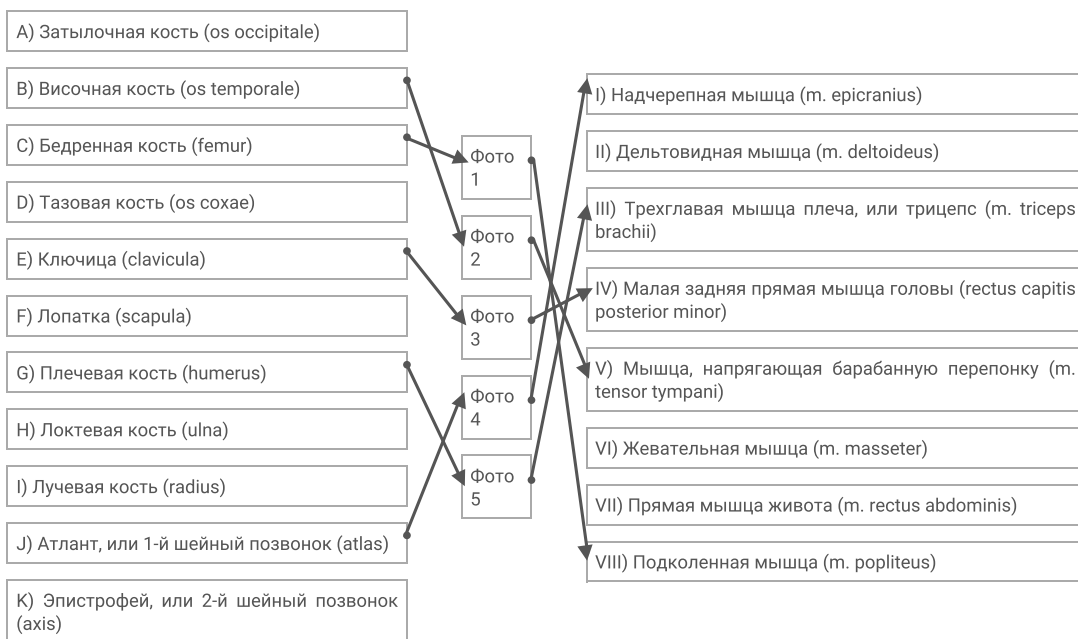 A) Затылочная кость (os occipitale)
B) Височная кость (os temporale)
C) Бедренная кость (femur)
D) Тазовая кость (os coxae)
E) Ключица (clavicula)
F) Лопатка (scapula)
G) Плечевая кость (humerus)
H) Локтевая кость (ulna)
I) Лучевая кость (radius)
J) Атлант, или 1-й шейный позвонок (atlas)
K) Эпистрофей, или 2-й шейный позвонок
(axis)
Фото
1
Фото
2
Фото
3
Фото
4
Фото
5
I) Надчерепная мышца (m. epicranius)
II) Дельтовидная мышца (m. deltoideus)
III) Трехглавая мышца плеча, или трицепс (m. triceps
brachii)
IV) Малая задняя прямая мышца головы (rectus capitis
posterior minor)
V) Мышца, напрягающая барабанную перепонку (m.
tensor tympani)
VI) Жевательная мышца (m. masseter)
VII) Прямая мышца живота (m. rectus abdominis)
VIII) Подколенная мышца (m. popliteus)